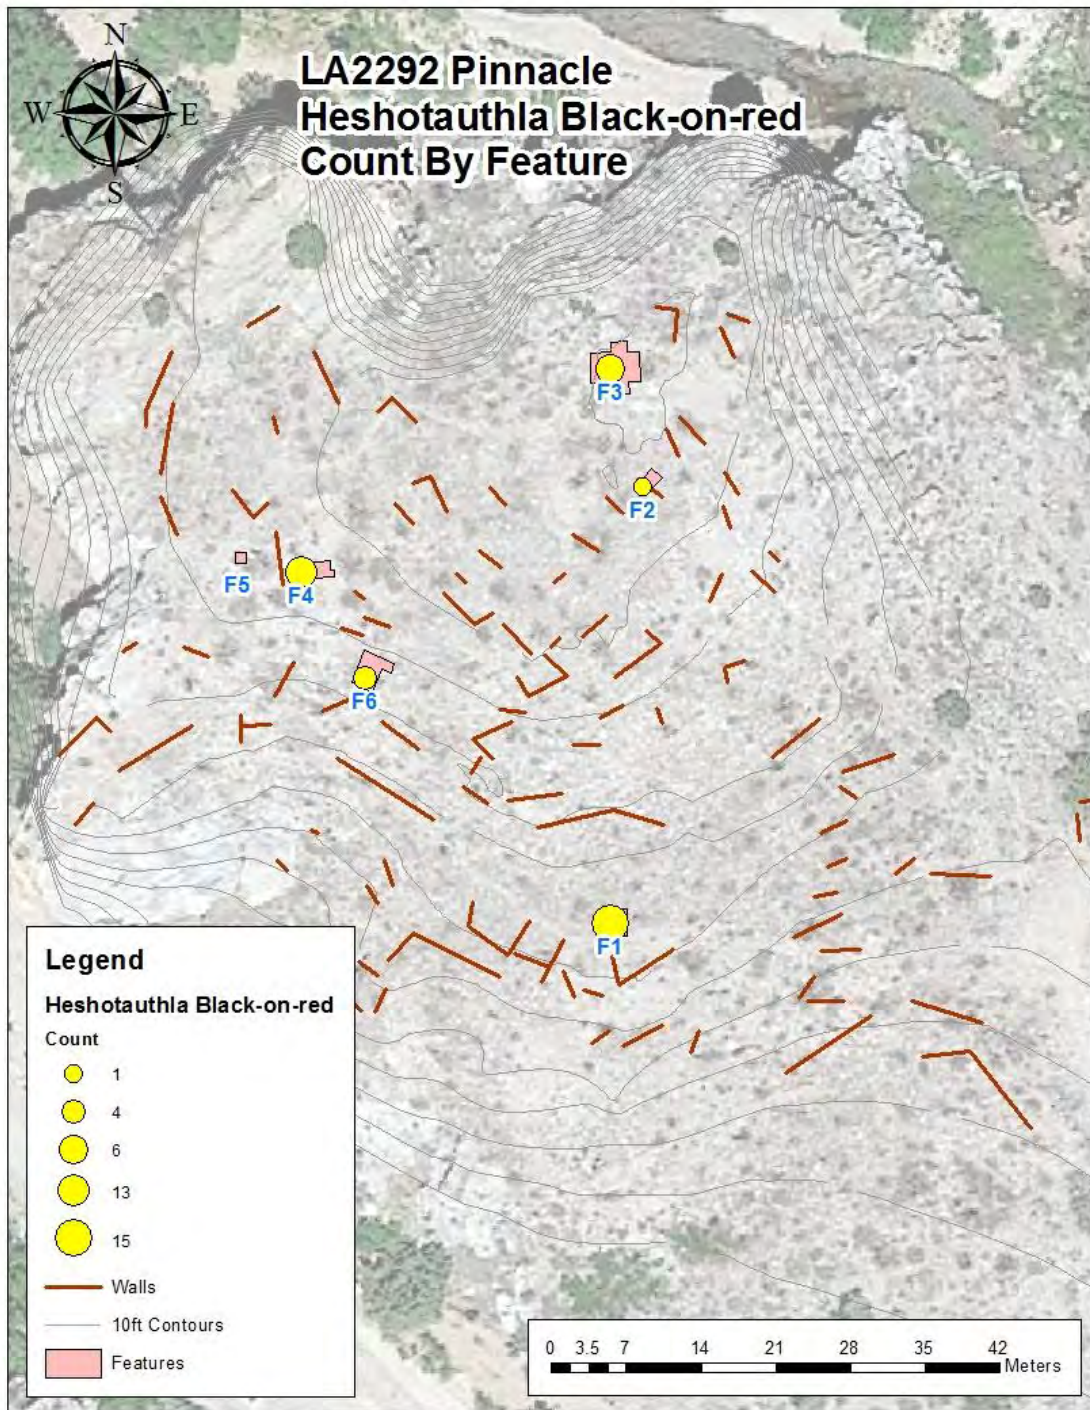 N
W E
S
LA2292 Pinnacle
Heshotauthla Black-on-red
Count By Feature
F3
F2
F5
F4
F6
F1
Legend
Heshotauthla Black-on-red
Count
1
4
6
13
15
Walls
10ft Contours
Features
0 3.5 7 14 21 28 35 42
Meters